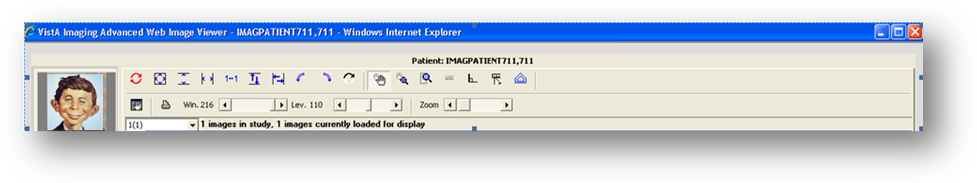 VistA Imaging Advanced Web Image Viewer - IMAGPATIENT711,711 - Windows Internet Explorer
Patient: IMAGPATIENT711,711
1-1
Win. 216 Lev. 110 Zoom
1(1) 1 images in study, 1 images currently loaded for display